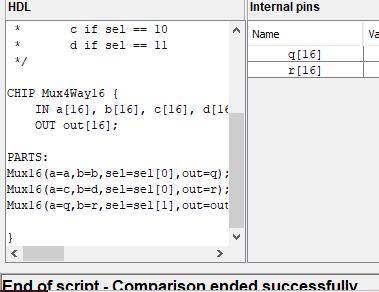 HDL
Internal pins
*       c if sel == 10
*       d if sel == 11
*/
CHIP Mux4Way16 {
IN a[16], b[16], c[16],
OUT out[16];
PARTS:
Mux16(a=a,b=b,sel=sel[0],out=q);
Mux16(a=c,b=d,sel=sel[0],out=r);
Mux16(a=q,b=r,sel=sel[1],out=out
}
Name
q[16]
r[16]
End of script - Comparison ended successfully